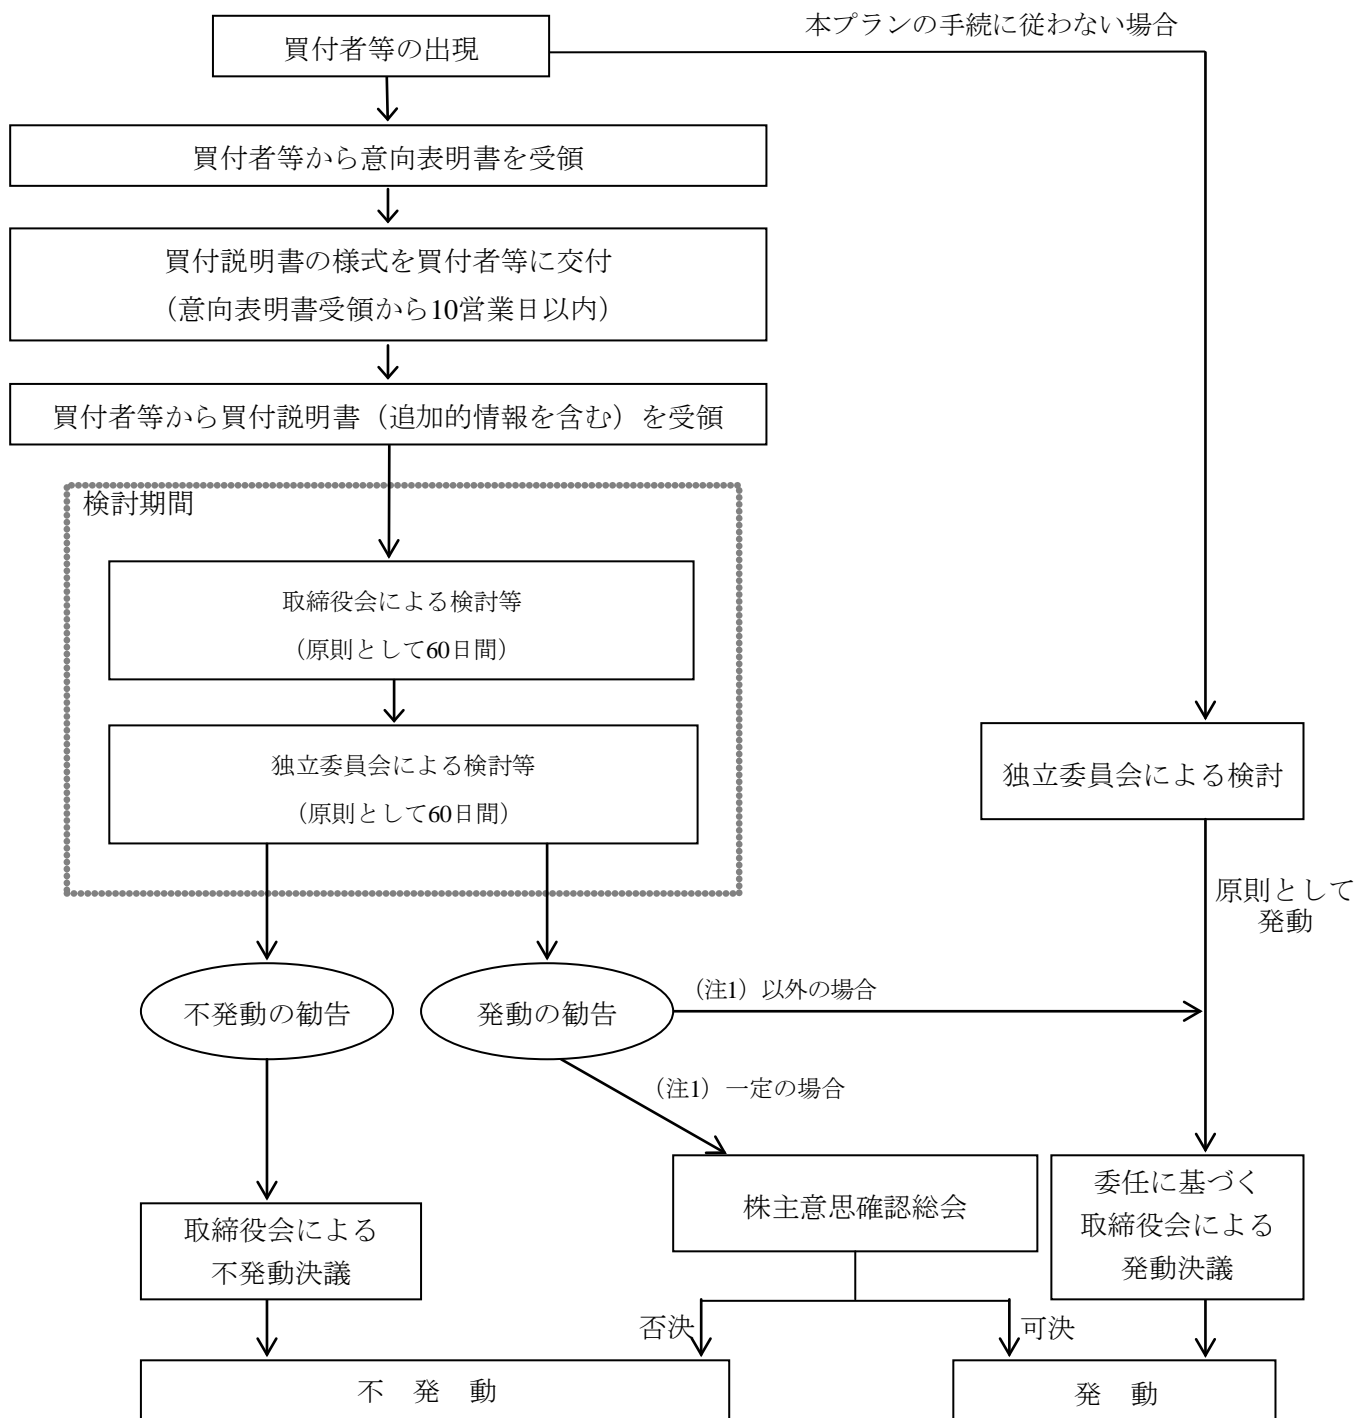 本プランの手続に従わない場合
買付者等の出現
買付者等から意向表明書を受領
買付説明書の様式を買付者等に交付
（意向表明書受領から10営業日以内）
買付者等から買付説明書（追加的情報を含む）を受領
検討期間
取締役会による検討等
（原則として60日間）
独立委員会による検討等
（原則として60日間）
独立委員会による検討
原則として
発動
不発動の勧告
発動の勧告
（注1）以外の場合
（注1）一定の場合
株主意思確認総会
委任に基づく
取締役会による
発動決議
取締役会による
不発動決議
否決
可決
不 発 動
発 動